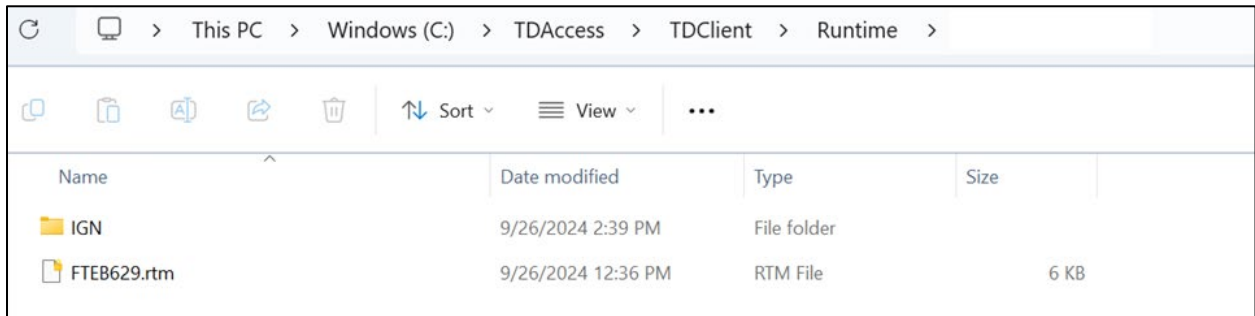 This PC > Windows (C:) > TDAccess > TDClient > Runtime >
Sort View ...
Name Date modified Type Size
IGN 9/26/2024 2:39 PM File folder
FTEB629.rtm 9/26/2024 12:36 PM RTM File 6 KB